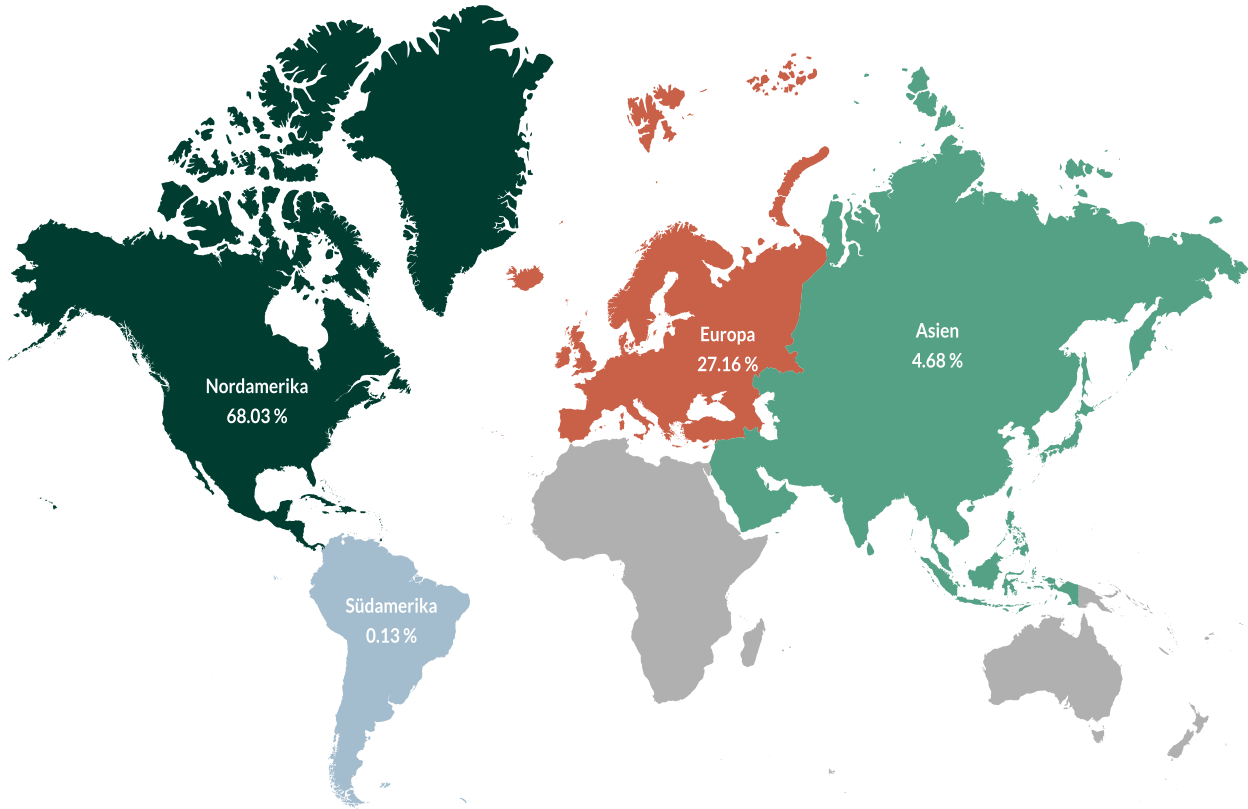 Nordamerika
68.03 %
Europa
27.16 %
Asien
4.68 %
Südamerika
0.13 %